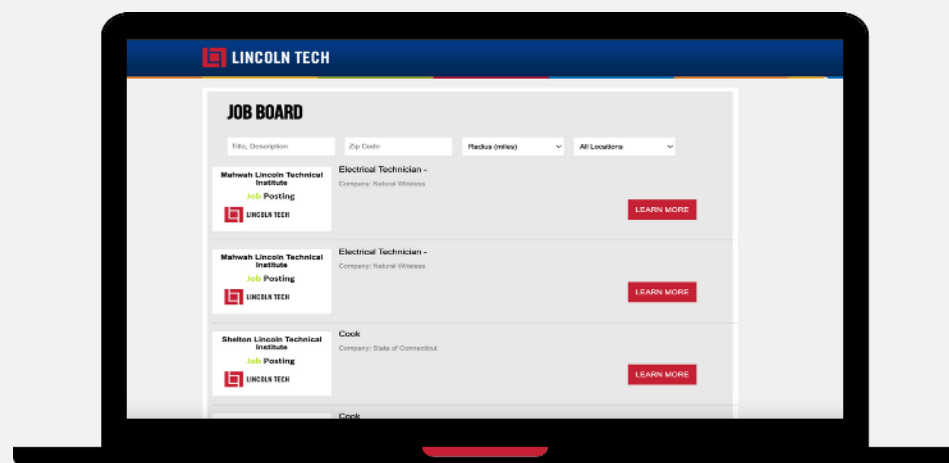 LINCOLN TECH
JOB BOARD
Title, Description
Zip Code
Radius (miles)
All Locations
Mahwah Lincoln Technical
Institute
Job Posting
LINCOLN TECH
Electrical Technician -
Company: Natural Wireless
LEARN MORE
Mahwah Lincoln Technical
Institute
Job Posting
LINCOLN TECH
Electrical Technician -
Company: Natural Wireless
LEARN MORE
Shelton Lincoln Technical
Institute
Job Posting
LINCOLN TECH
Cook
Company: State of Connecticut
LEARN MORE
Cook